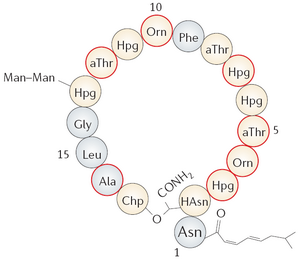 10
Orn
Phe
Hpg
aThr
aThr
Hpg
Man–Man
Hpg
Hpg
Gly
aThr
5
15
Leu
Orn
Ala
Hpg
CONH₂
Chp
HAsn
O
O
Asn
1